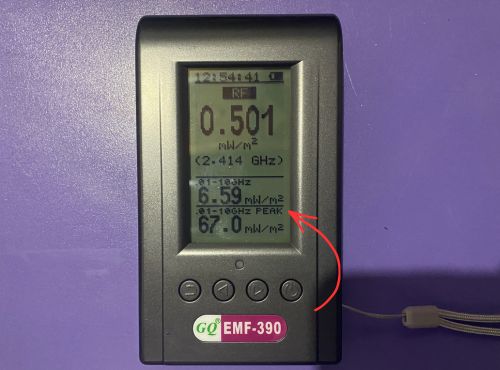 12:54:41
RF
0.501
mW/m²
(2.414 GHz)
.01-10GHz
6.59 mW/m²
.01-10GHz PEAK
67.0 mW/m²
GQ® EMF-390